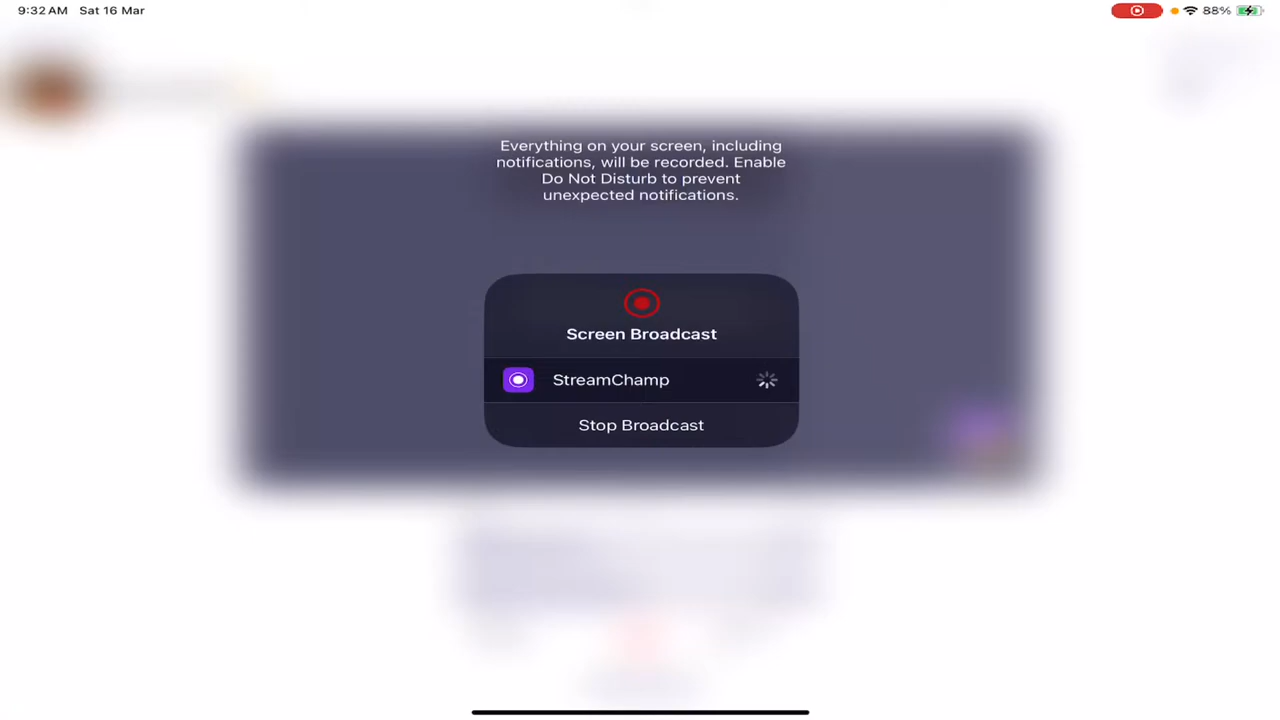 9:32 AM Sat 16 Mar
88%
Everything on your screen, including
notifications, will be recorded. Enable
Do Not Disturb to prevent
unexpected notifications.
Screen Broadcast
StreamChamp
Stop Broadcast